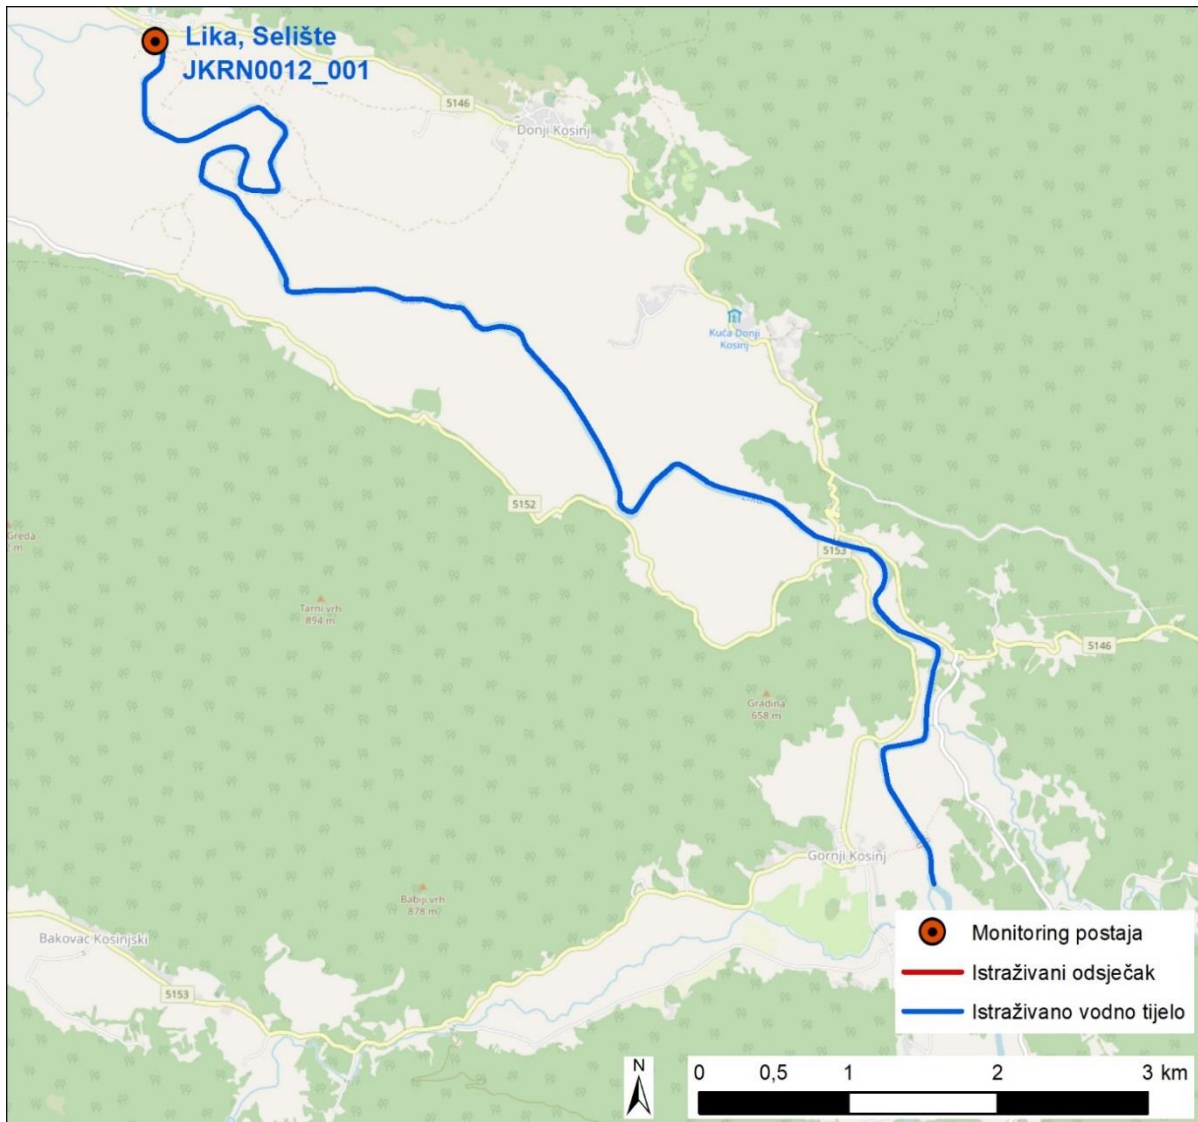 Lika, Selište
JKRN0012_001
5146
Donji Kosinj
Kuća Donji
Kosinj
5152
Greda
5153
Tarni vrh
894 m
5146
Gradina
658 m
Gornji Kosinj
Babiji vrh
878 m
Bakovac Kosinjski
5153
Monitoring postaja
Istraživani odsječak
Istraživano vodno tijelo
N
0 0,5 1 2 3 km